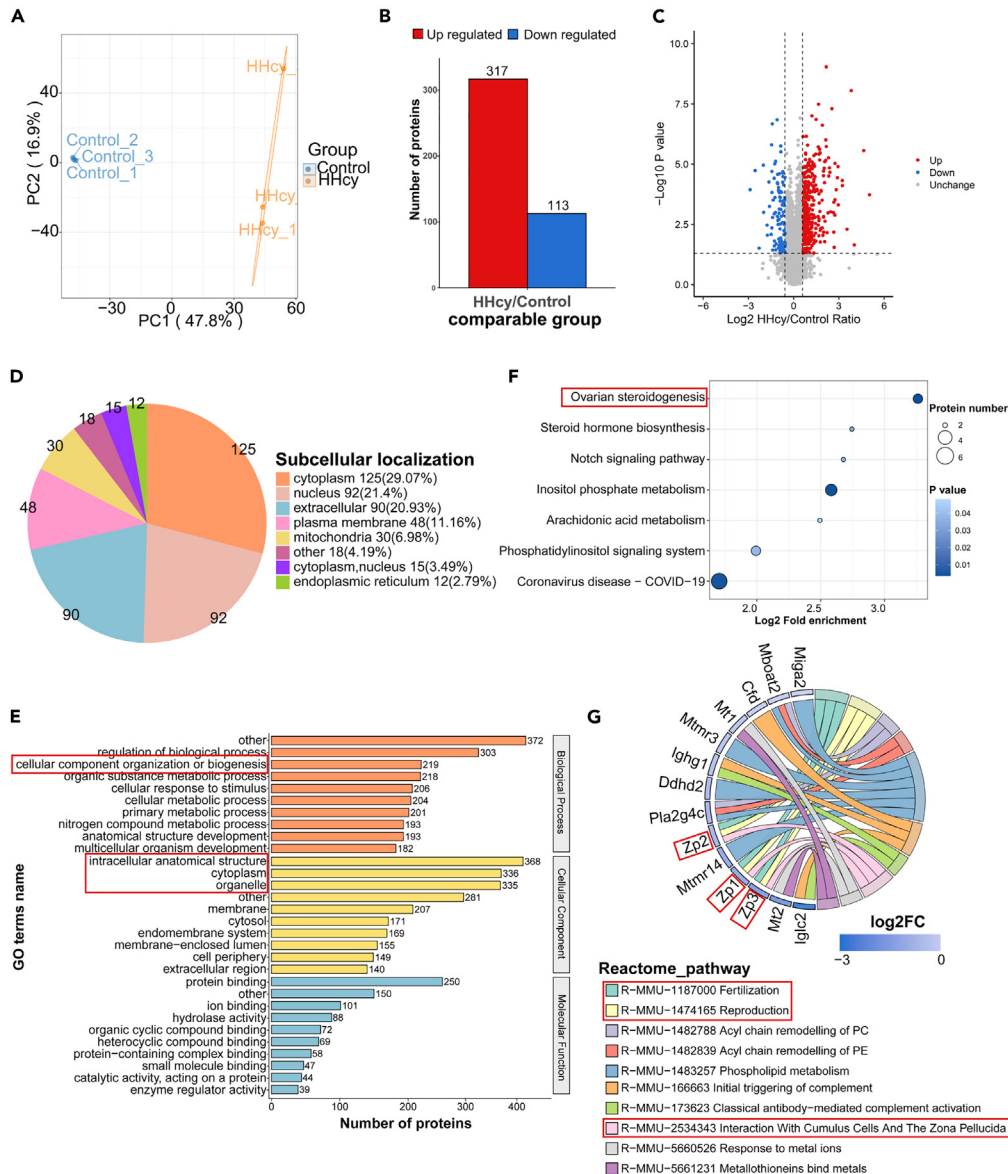 A
PC2 ( 16.9% )
40
0
−40
−30
0
30
60
PC1 ( 47.8% )
Control_2
Control_3
Control_1
HHcy_
HHcy_
HHcy_1
Group
Control
HHcy
B
Up regulated
Down regulated
Number of proteins
300
200
100
0
317
113
HHcy/Control
comparable group
C
−Log10 P value
10.0
7.5
5.0
2.5
0.0
−6
−3
0
3
6
Log2 HHcy/Control Ratio
Up
Down
Unchange
D
125
92
90
48
30
18
15
12
Subcellular localization
cytoplasm 125(29.07%)
nucleus 92(21.4%)
extracellular 90(20.93%)
plasma membrane 48(11.16%)
mitochondria 30(6.98%)
other 18(4.19%)
cytoplasm,nucleus 15(3.49%)
endoplasmic reticulum 12(2.79%)
F
Ovarian steroidogenesis
Steroid hormone biosynthesis
Notch signaling pathway
Inositol phosphate metabolism
Arachidonic acid metabolism
Phosphatidylinositol signaling system
Coronavirus disease − COVID−19
2.0
2.5
3.0
Log2 Fold enrichment
Protein number
2
4
6
P value
0.04
0.03
0.02
0.01
E
GO terms name
other 372
regulation of biological process 303
cellular component organization or biogenesis 219
organic substance metabolic process 218
cellular response to stimulus 206
cellular metabolic process 204
primary metabolic process 201
nitrogen compound metabolic process 193
anatomical structure development 193
multicellular organism development 182
intracellular anatomical structure 368
cytoplasm 336
organelle 335
other 281
membrane 207
cytosol 171
endomembrane system 169
membrane−enclosed lumen 155
cell periphery 149
extracellular region 140
protein binding 250
other 150
ion binding 101
hydrolase activity 88
organic cyclic compound binding 72
heterocyclic compound binding 69
protein−containing complex binding 58
small molecule binding 47
catalytic activity, acting on a protein 44
enzyme regulator activity 39
Biological Process
Cellular Component
Molecular Function
0
100
200
300
400
Number of proteins
G
Miga2
Mboat2
Cfd
Mt1
Mtmr3
Ighg1
Ddhd2
Pla2g4c
Zp2
Mtmr14
Zp1
Zp3
Mt2
Iglc2
log2FC
−3
0
Reactome_pathway
R−MMU−1187000 Fertilization
R−MMU−1474165 Reproduction
R−MMU−1482788 Acyl chain remodelling of PC
R−MMU−1482839 Acyl chain remodelling of PE
R−MMU−1483257 Phospholipid metabolism
R−MMU−166663 Initial triggering of complement
R−MMU−173623 Classical antibody−mediated complement activation
R−MMU−2534343 Interaction With Cumulus Cells And The Zona Pellucida
R−MMU−5660526 Response to metal ions
R−MMU−5661231 Metallothioneins bind metals